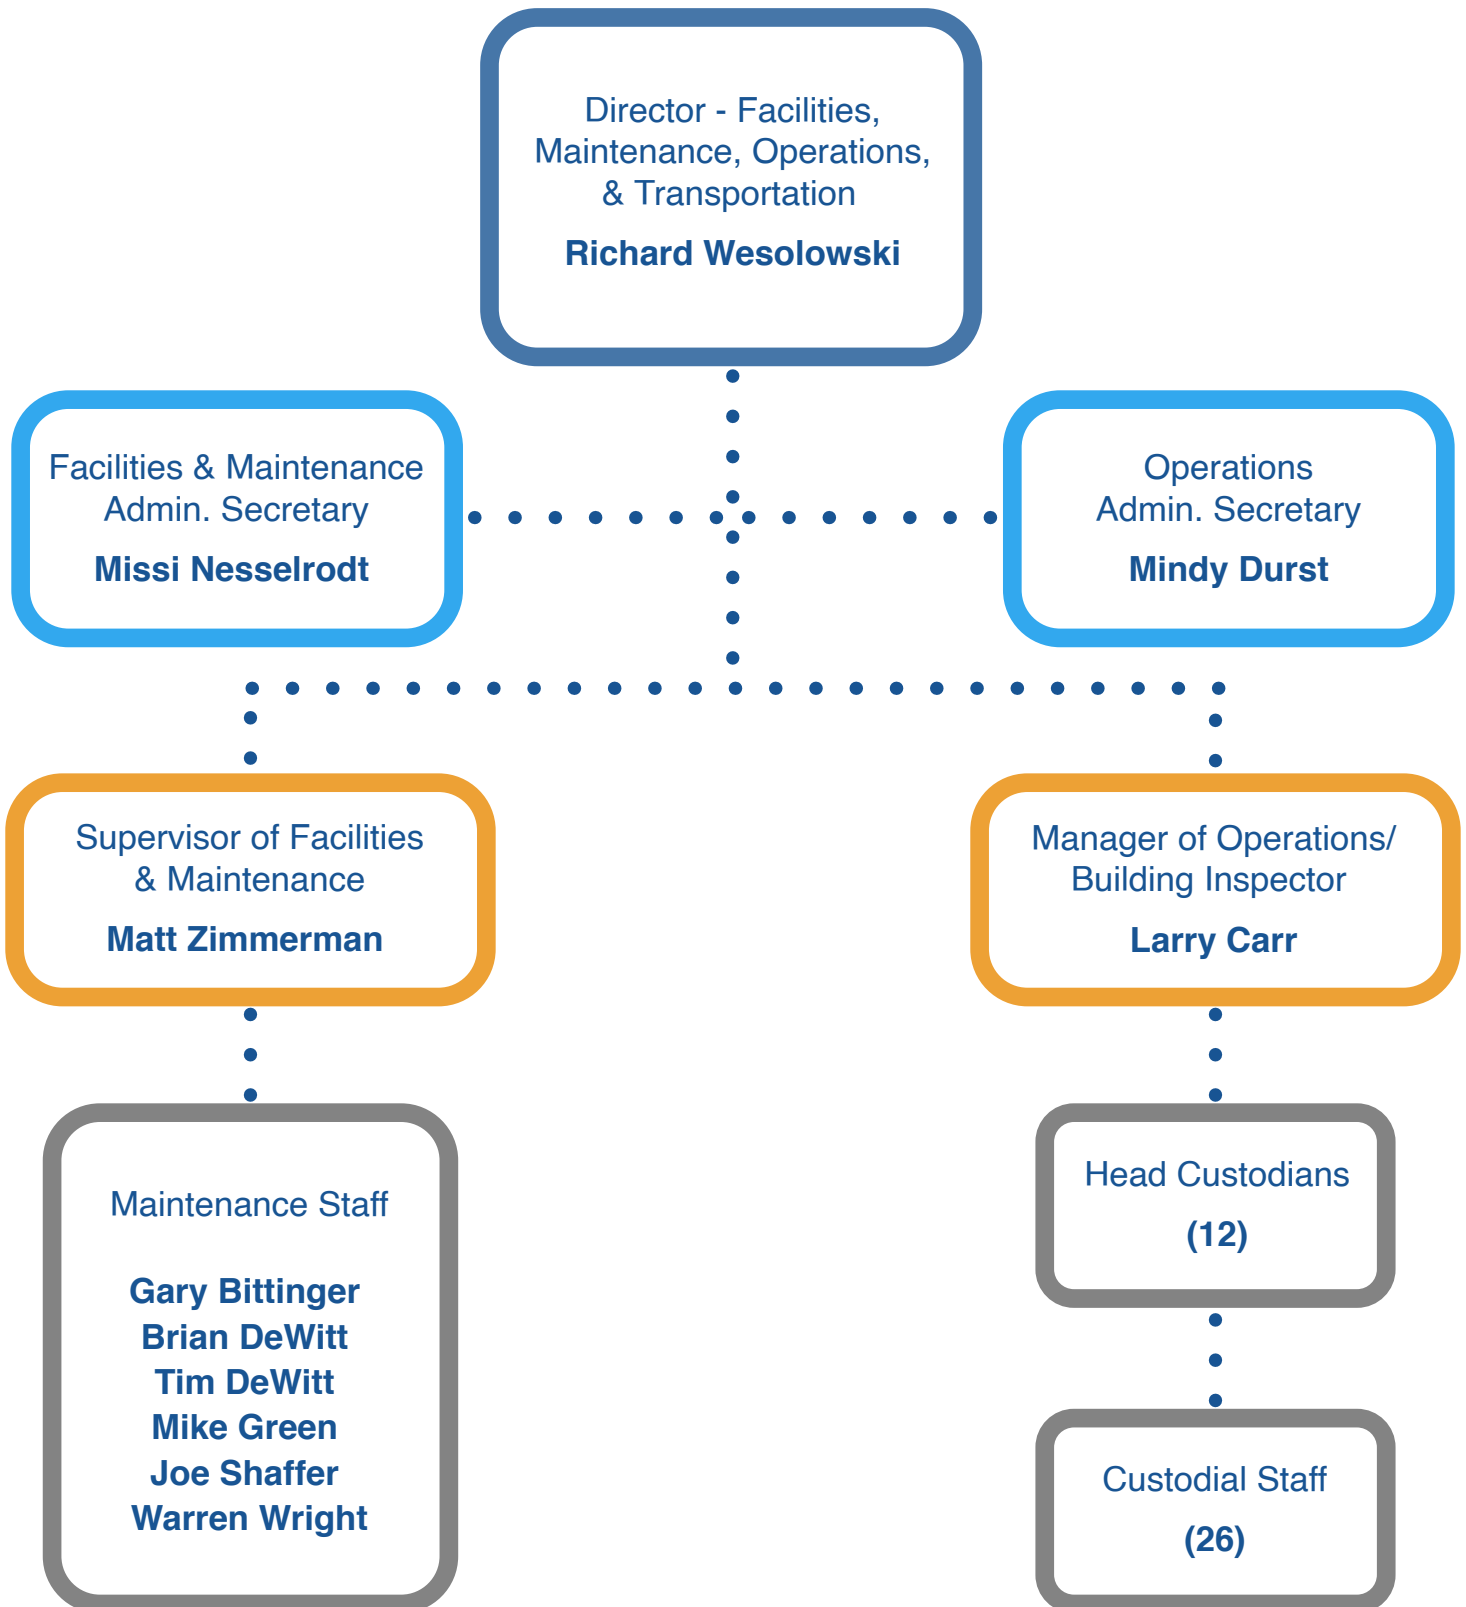 Director - Facilities,
Maintenance, Operations,
& Transportation
Richard Wesolowski
Facilities & Maintenance
Admin. Secretary
Missi Nesselrodt
Operations
Admin. Secretary
Mindy Durst
Supervisor of Facilities
& Maintenance
Matt Zimmerman
Manager of Operations/
Building Inspector
Larry Carr
Maintenance Staff
Gary Bittinger
Brian DeWitt
Tim DeWitt
Mike Green
Joe Shaffer
Warren Wright
Head Custodians
(12)
Custodial Staff
(26)